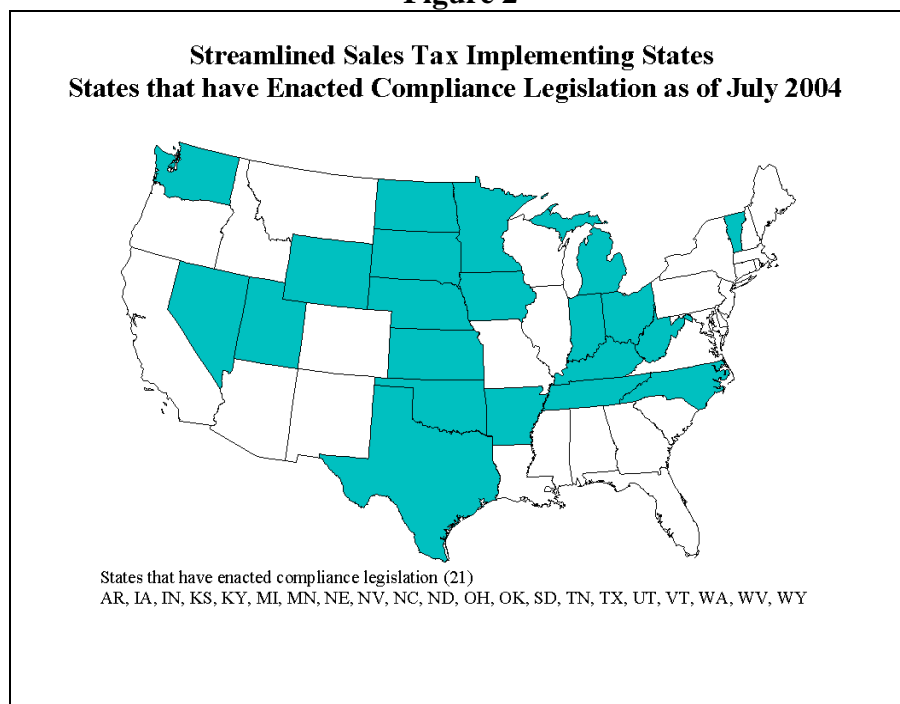 Figure 2
Streamlined Sales Tax Implementing States
States that have Enacted Compliance Legislation as of July 2004
States that have enacted compliance legislation (21)
AR, IA, IN, KS, KY, MI, MN, NE, NV, NC, ND, OH, OK, SD, TN, TX, UT, VT, WA, WV, WY